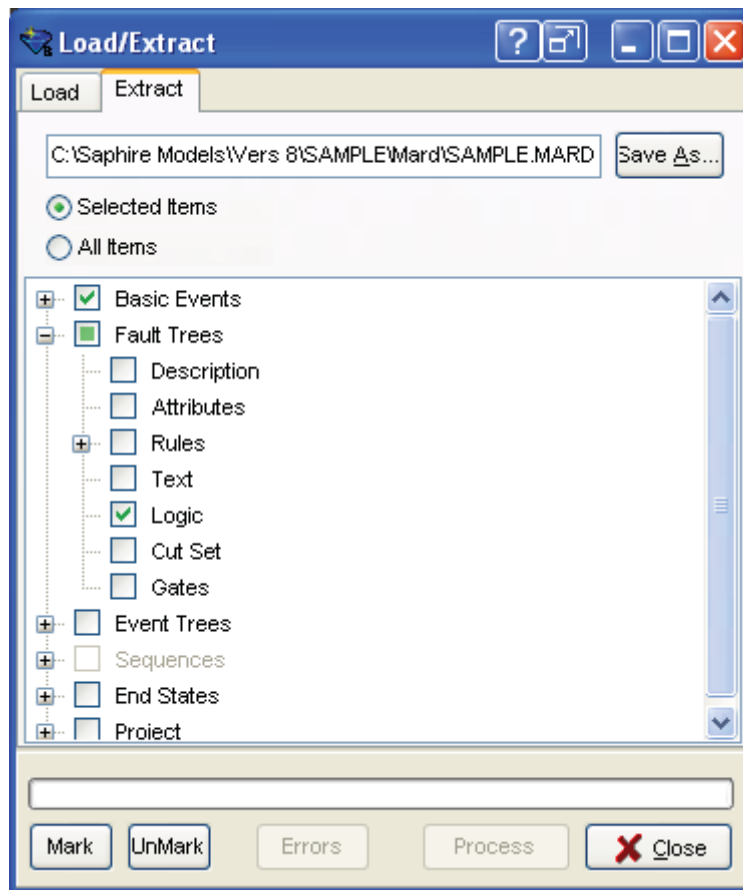 Load/Extract
Load Extract
C:\Saphire Models\Vers 8\SAMPLE\Mard\SAMPLE.MARD Save As...
Selected Items
All Items
Basic Events
Fault Trees
Description
Attributes
Rules
Text
Logic
Cut Set
Gates
Event Trees
Sequences
End States
Project
Mark UnMark Errors Process Close